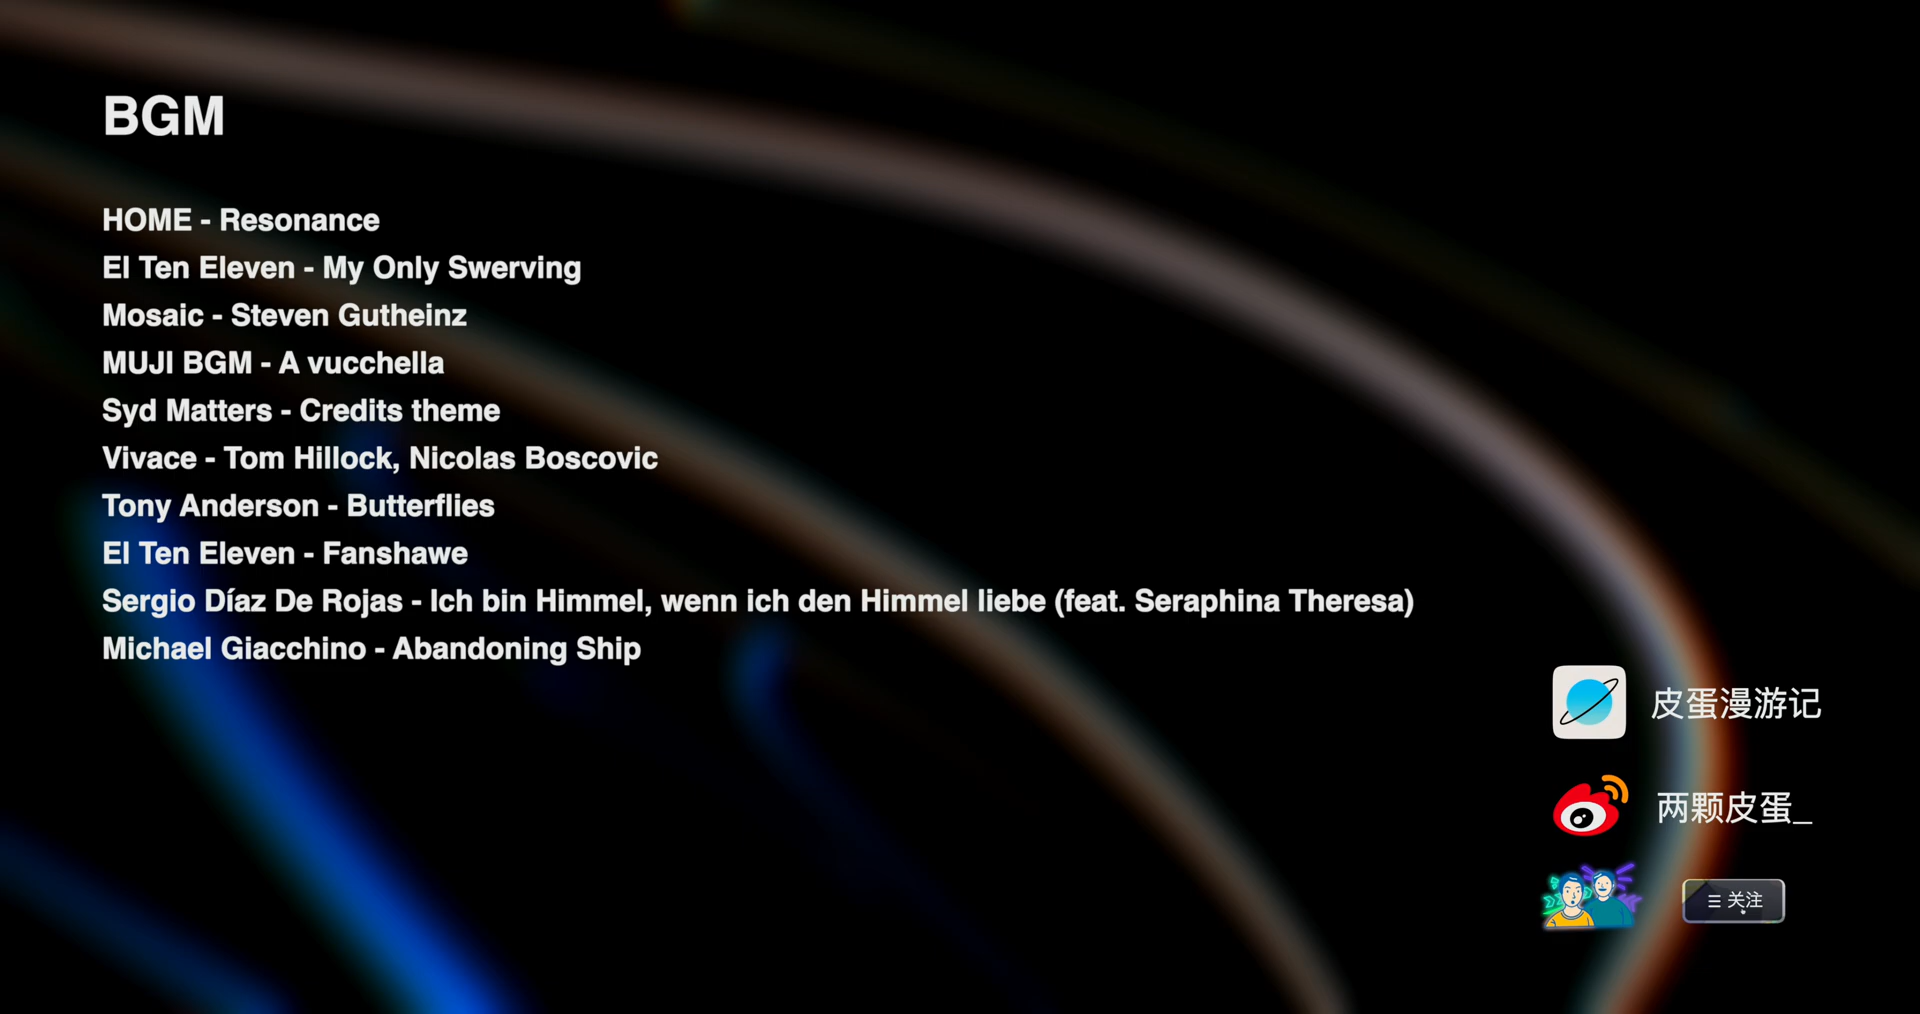 BGM
HOME - Resonance
El Ten Eleven - My Only Swerving
Mosaic - Steven Gutheinz
MUJI BGM - A vucchella
Syd Matters - Credits theme
Vivace - Tom Hillock, Nicolas Boscovic
Tony Anderson - Butterflies
El Ten Eleven - Fanshawe
Sergio Díaz De Rojas - Ich bin Himmel, wenn ich den Himmel liebe (feat. Seraphina Theresa)
Michael Giacchino - Abandoning Ship
皮蛋漫游记
两颗皮蛋_
关注